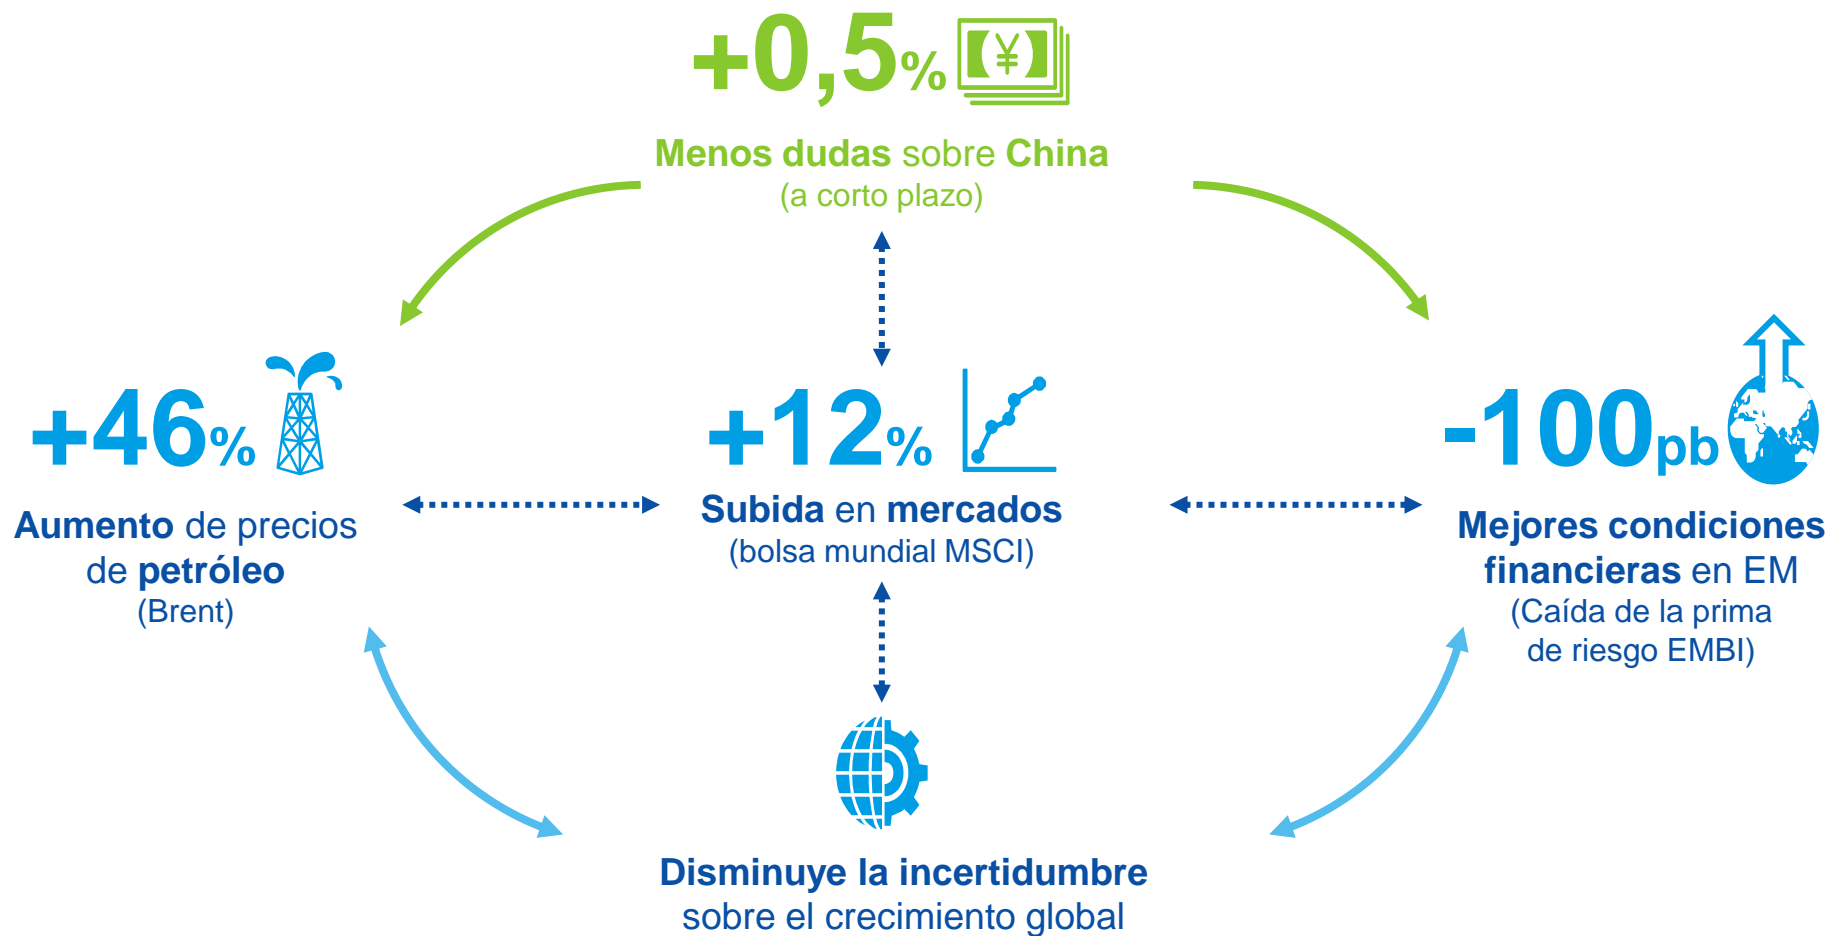 +0,5%
¥
Menos dudas sobre China
(a corto plazo)
+46%
Aumento de precios
de petróleo
(Brent)
+12%
Subida en mercados
(bolsa mundial MSCI)
-100pb
Mejores condiciones
financieras en EM
(Caída de la prima
de riesgo EMBI)
Disminuye la incertidumbre
sobre el crecimiento global